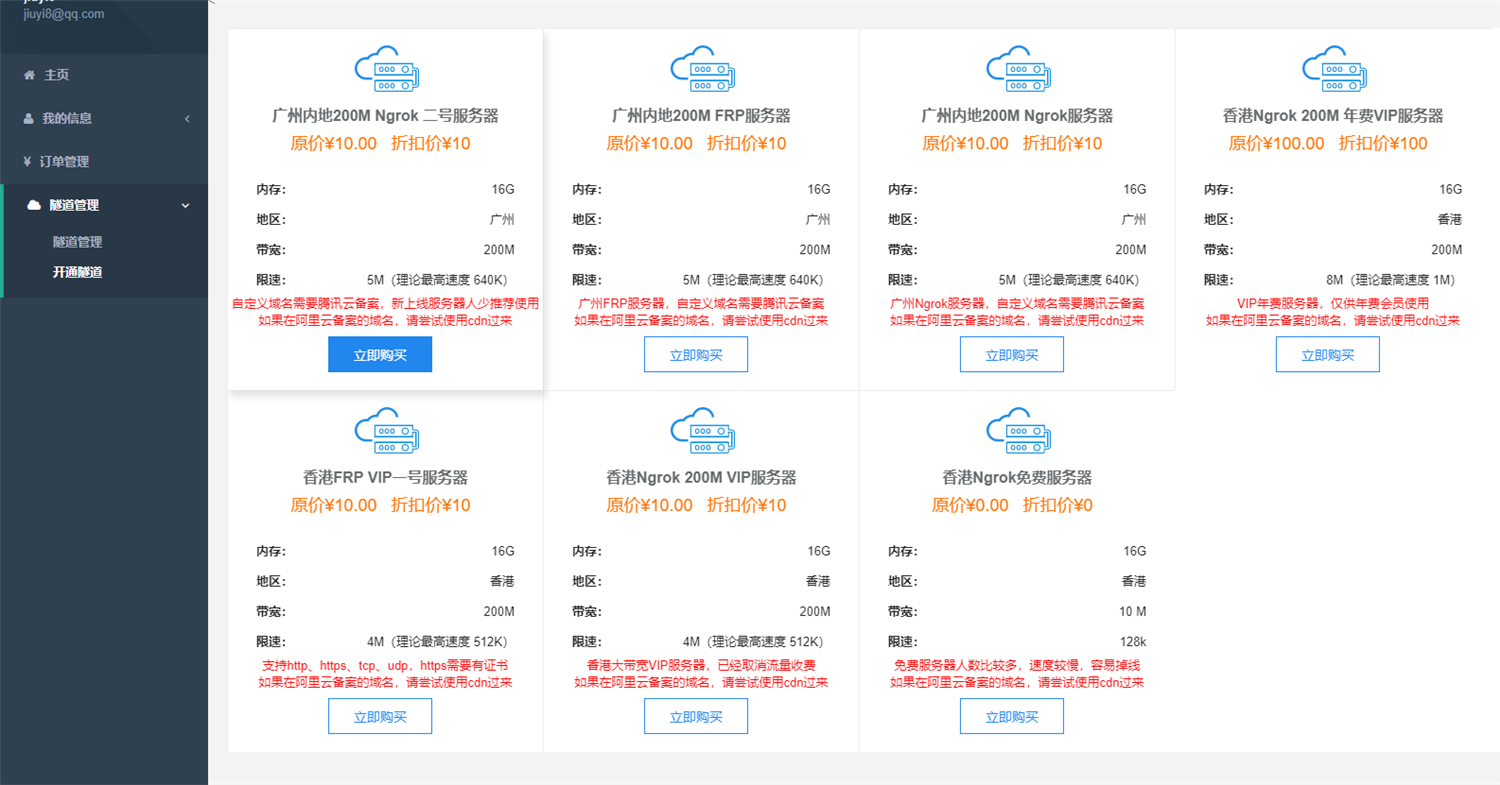 jiuyi8@qq.com
主页
我的信息
¥ 订单管理
隧道管理
隧道管理
开通隧道
广州内地200M Ngrok 二号服务器
原价¥10.00 折扣价¥10
内存: 16G
地区: 广州
带宽: 200M
限速: 5M（理论最高速度 640K）
自定义域名需要腾讯云备案，新上线服务器人少推荐使用
如果在阿里云备案的域名，请尝试使用cdn过来
立即购买
广州内地200M FRP服务器
原价¥10.00 折扣价¥10
内存: 16G
地区: 广州
带宽: 200M
限速: 5M（理论最高速度 640K）
广州FRP服务器，自定义域名需要腾讯云备案
如果在阿里云备案的域名，请尝试使用cdn过来
立即购买
广州内地200M Ngrok服务器
原价¥10.00 折扣价¥10
内存: 16G
地区: 广州
带宽: 200M
限速: 5M（理论最高速度 640K）
广州Ngrok服务器，自定义域名需要腾讯云备案
如果在阿里云备案的域名，请尝试使用cdn过来
立即购买
香港Ngrok 200M 年费VIP服务器
原价¥100.00 折扣价¥100
内存: 16G
地区: 香港
带宽: 200M
限速: 8M（理论最高速度 1M）
VIP年费服务器，仅供年费会员使用
如果在阿里云备案的域名，请尝试使用cdn过来
立即购买
香港FRP VIP一号服务器
原价¥10.00 折扣价¥10
内存: 16G
地区: 香港
带宽: 200M
限速: 4M（理论最高速度 512K）
支持http、https、tcp、udp，https需要有证书
如果在阿里云备案的域名，请尝试使用cdn过来
立即购买
香港Ngrok 200M VIP服务器
原价¥10.00 折扣价¥10
内存: 16G
地区: 香港
带宽: 200M
限速: 4M（理论最高速度 512K）
香港大带宽VIP服务器，已经取消流量收费
如果在阿里云备案的域名，请尝试使用cdn过来
立即购买
香港Ngrok免费服务器
原价¥0.00 折扣价¥0
内存: 16G
地区: 香港
带宽: 10 M
限速: 128k
免费服务器人数比较多，速度较慢，容易掉线
如果在阿里云备案的域名，请尝试使用cdn过来
立即购买